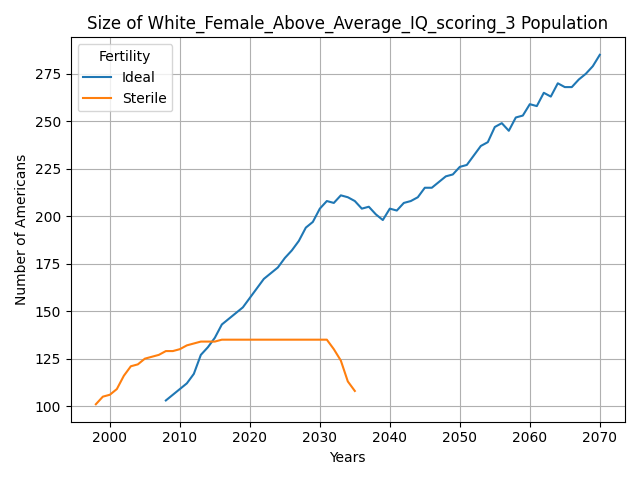 Size of White_Female_Above_Average_IQ_scoring_3 Population
Fertility
Ideal
Sterile
Number of Americans
275
250
225
200
175
150
125
100
2000 2010 2020 2030 2040 2050 2060 2070
Years